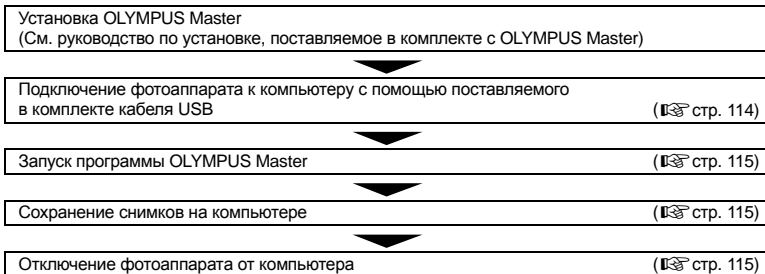 Установка OLYMPUS Master
(См. руководство по установке, поставляемое в комплекте с OLYMPUS Master)
Подключение фотоаппарата к компьютеру с помощью поставляемого
в комплекте кабеля USB (☞ стр. 114)
Запуск программы OLYMPUS Master (☞ стр. 115)
Сохранение снимков на компьютере (☞ стр. 115)
Отключение фотоаппарата от компьютера (☞ стр. 115)